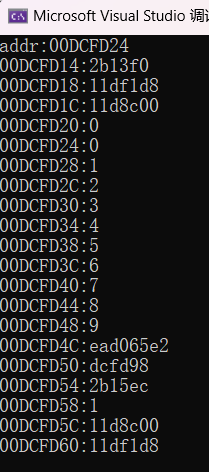 Microsoft Visual Studio 调试
addr:00DCFD24
00DCFD14:2b13f0
00DCFD18:11df1d8
00DCFD1C:11d8c00
00DCFD20:0
00DCFD24:0
00DCFD28:1
00DCFD2C:2
00DCFD30:3
00DCFD34:4
00DCFD38:5
00DCFD3C:6
00DCFD40:7
00DCFD44:8
00DCFD48:9
00DCFD4C:ead065e2
00DCFD50:dcfd98
00DCFD54:2b15ec
00DCFD58:1
00DCFD5C:11d8c00
00DCFD60:11df1d8